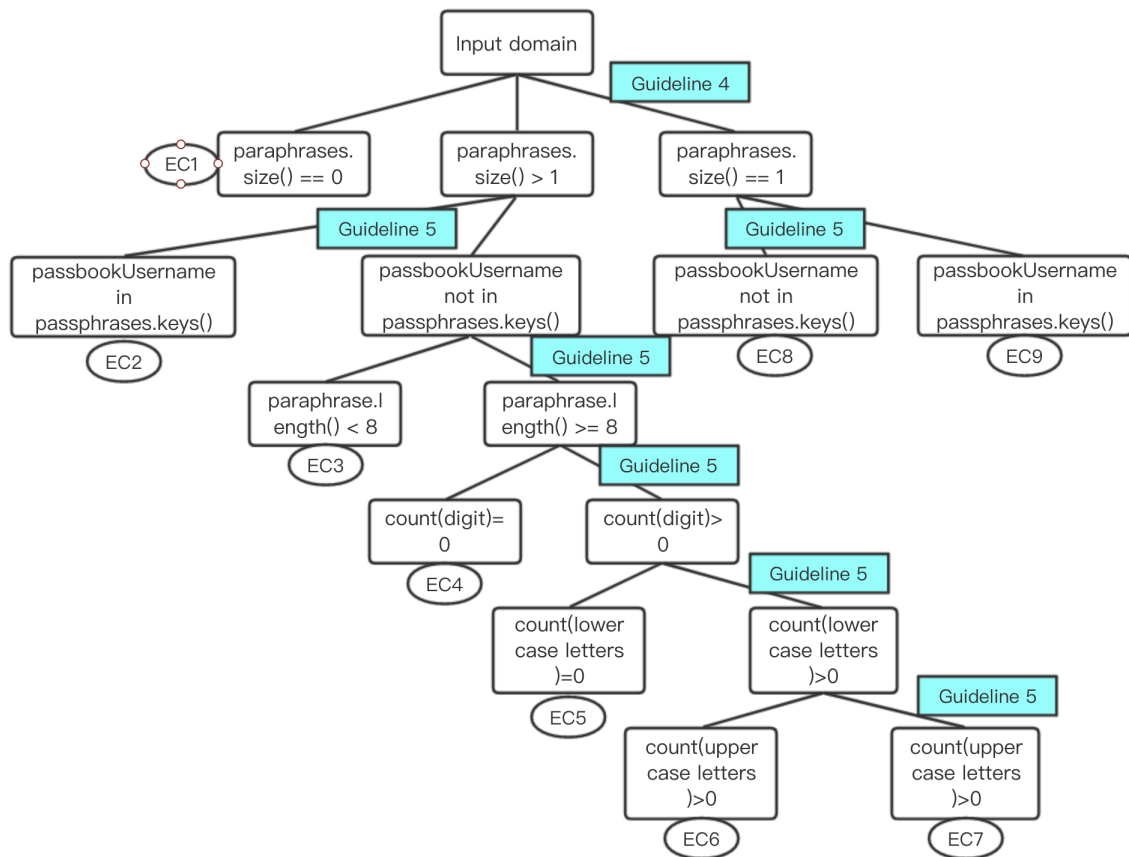 Input domain
Guideline 4
EC1
paraphrases.
size() == 0
paraphrases.
size() > 1
paraphrases.
size() == 1
Guideline 5
Guideline 5
passbookUsername
in
passphrases.keys()
passbookUsername
not in
passphrases.keys()
passbookUsername
not in
passphrases.keys()
passbookUsername
in
passphrases.keys()
EC2
Guideline 5
EC8
EC9
paraphrase.l
ength() < 8
paraphrase.l
ength() >= 8
EC3
Guideline 5
count(digit)=
0
count(digit)>
0
EC4
Guideline 5
count(lower
case letters
)=0
count(lower
case letters
)>0
EC5
Guideline 5
count(upper
case letters
)>0
count(upper
case letters
)>0
EC6
EC7